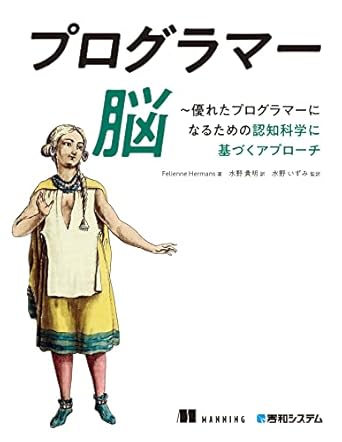 プログラマー
脳
～優れたプログラマーに
なるための認知科学に
基づくアプローチ
Felienne Hermans 著 水野 貴明 訳 水野 いずみ 監訳
MANNING
秀和システム